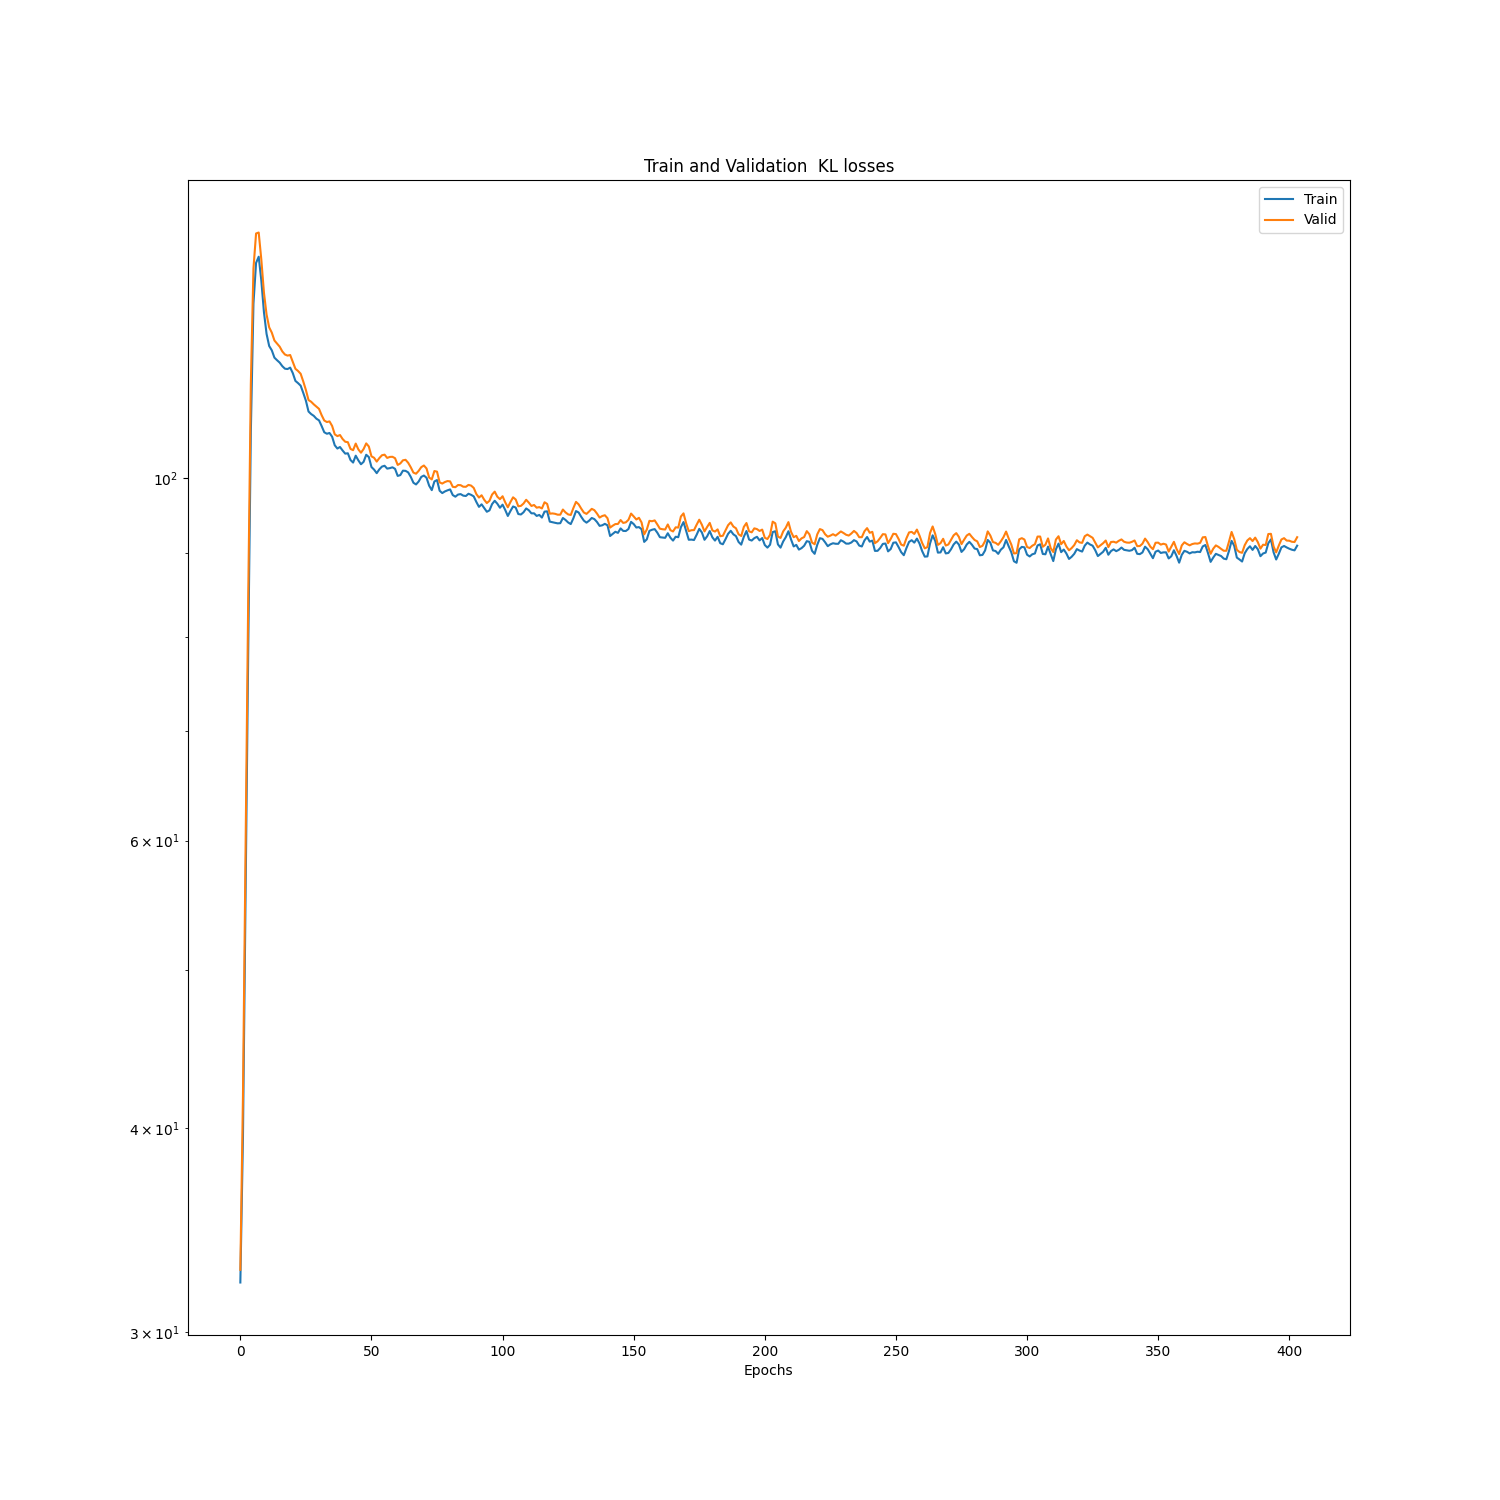 Train and Validation  KL losses
Train
Valid
10²
6 × 10¹
4 × 10¹
3 × 10¹
0 50 100 150 200 250 300 350 400
Epochs